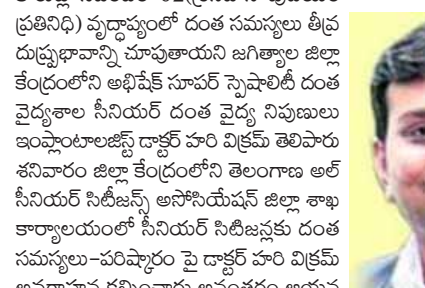 ప్రతినిధి) వృద్ధాప్యంలో దంత సమస్యలు తీవ్ర
దుష్ప్రభావాన్ని చూపుతాయని జగిత్యాల జిల్లా
కేంద్రంలోని అభిషేక్ సూపర్ స్పెషాలిటీ దంత
వైద్యశాల సీనియర్ దంత వైద్య నిపుణులు
ఇంప్లాంటాలజిస్ట్ డాక్టర్ హరి విక్రమ్ తెలిపారు
శనివారం జిల్లా కేంద్రంలోని తెలంగాణ అల్
సీనియర్ సిటీజన్స్ అసోసియేషన్ జిల్లా శాఖ
కార్యాలయంలో సీనియర్ సిటిజన్లకు దంత
సమస్యలు-పరిష్కారం పై డాక్టర్ హరి విక్రమ్